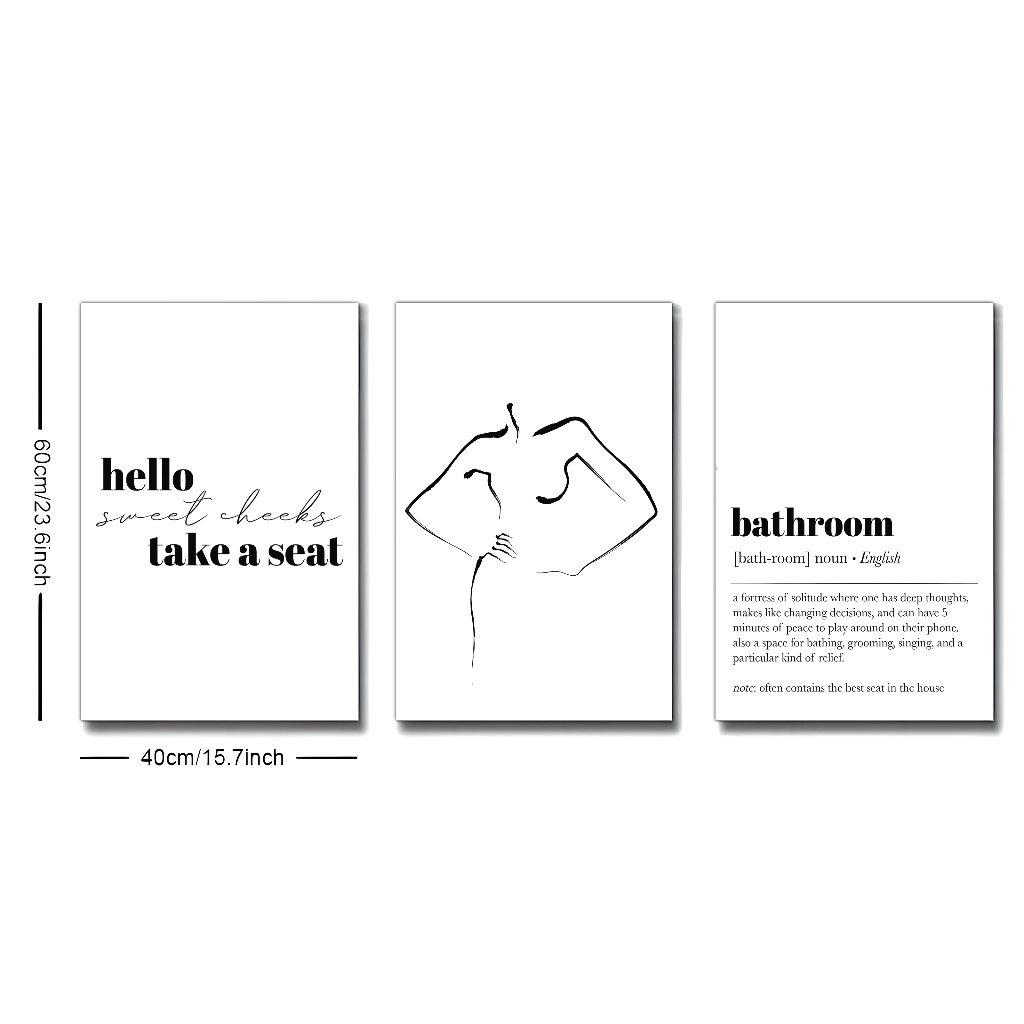 60cm/23.6inch
hello
sweet cheeks
take a seat
40cm/15.7inch
bathroom
[bath-room] noun • English
a fortress of solitude where one has deep thoughts,
makes like changing decisions, and can have 5
minutes of peace to play around on their phone.
also a space for bathing, grooming, singing, and a
particular kind of relief.
note: often contains the best seat in the house